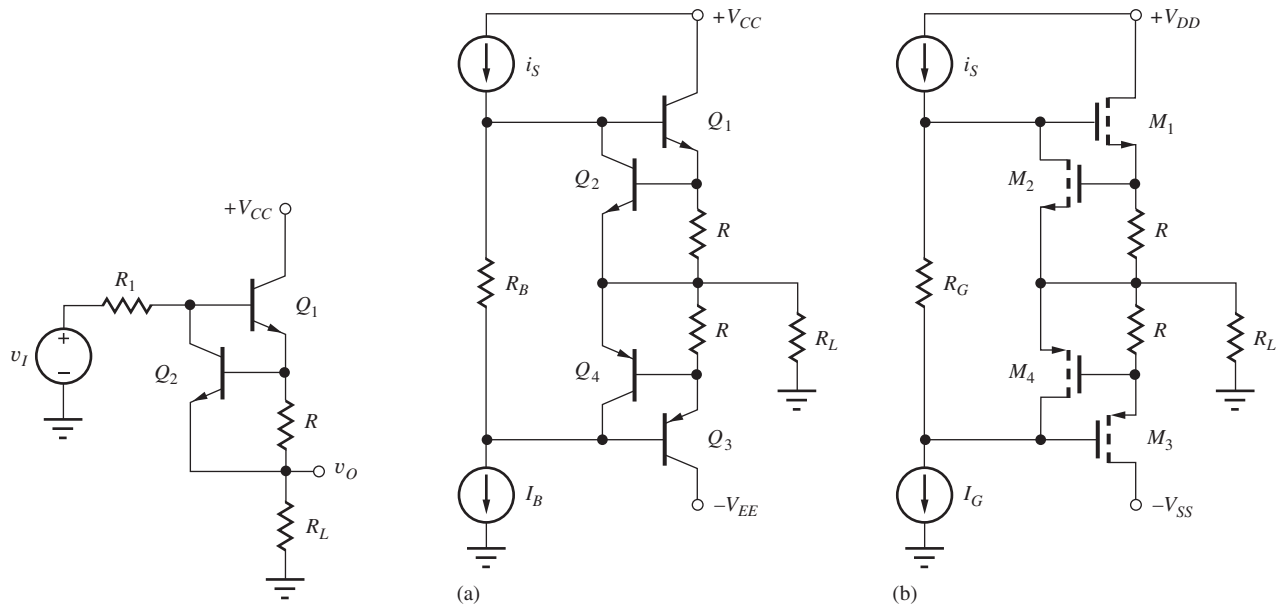 +V_CC
R_1
Q_1
v_I
+
−
Q_2
R
v_O
R_L
+V_CC
i_S
Q_1
Q_2
R
R_B
R
R_L
Q_4
Q_3
I_B
−V_EE
(a)
+V_DD
i_S
M_1
M_2
R
R_G
R
R_L
M_4
M_3
I_G
−V_SS
(b)